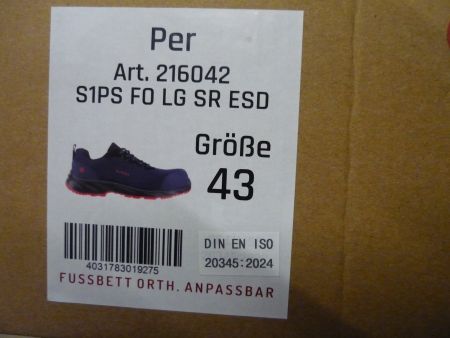 Per
Art. 216042
S1PS FO LG SR ESD
Größe
43
4031783019275
DIN EN ISO
20345:2024
FUSSBETT ORTH. ANPASSBAR